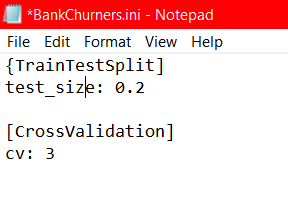 *BankChurners.ini - Notepad
File Edit Format View Help
{TrainTestSplit]
test_size: 0.2
[CrossValidation]
cv: 3